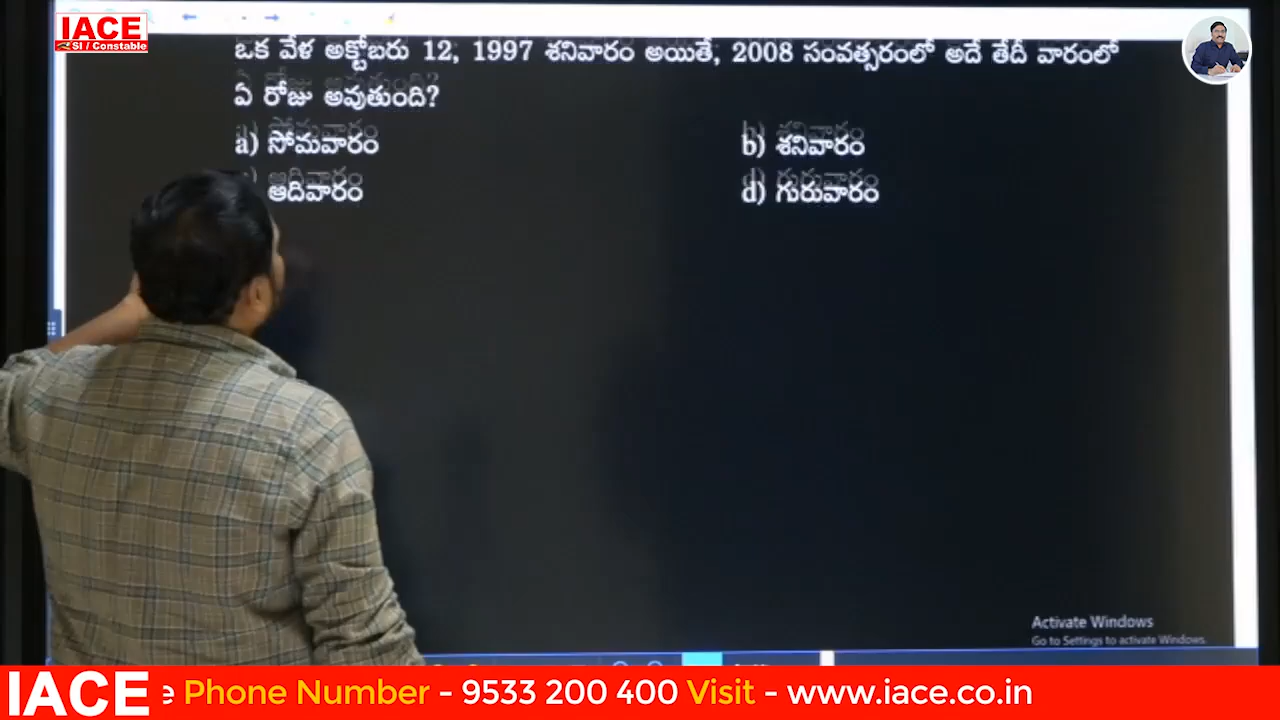 IACE
SI / Constable
ఒక వేళ అక్టోబరు 12, 1997 శనివారం అయితే, 2008 సంవత్సరంలో అదే తేదీ వారంలో
ఏ రోజు అవుతుంది?
a) సోమవారం b) శనివారం
ఆదివారం d) గురువారం
Activate Windows
Go to Settings to activate Windows.
IACE e Phone Number - 9533 200 400 Visit - www.iace.co.in